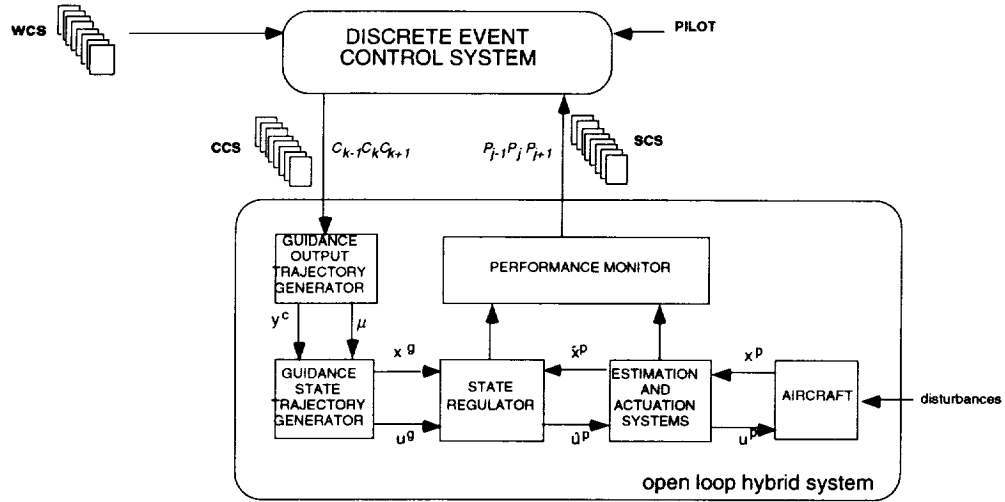 WCS
DISCRETE EVENT
CONTROL SYSTEM
PILOT
CCS
C_{k-1} C_k C_{k+1}
P_{j-1} P_j P_{j+1}
SCS
GUIDANCE
OUTPUT
TRAJECTORY
GENERATOR
PERFORMANCE MONITOR
y^c
μ
x^g
x̂^p
x^p
GUIDANCE
STATE
TRAJECTORY
GENERATOR
STATE
REGULATOR
ESTIMATION
AND
ACTUATION
SYSTEMS
AIRCRAFT
disturbances
u^g
û^p
u^p
open loop hybrid system